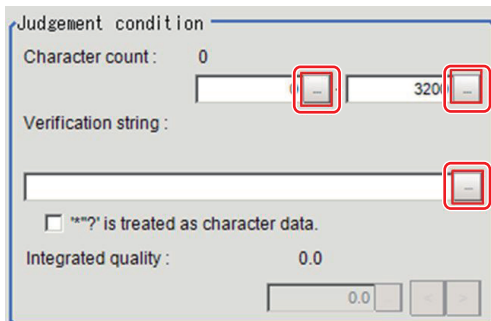 Judgement condition
Character count : 0
0 ... - 3200 ...
Verification string :
...
'*''?' is treated as character data.
Integrated quality : 0.0
0.0 ... < >